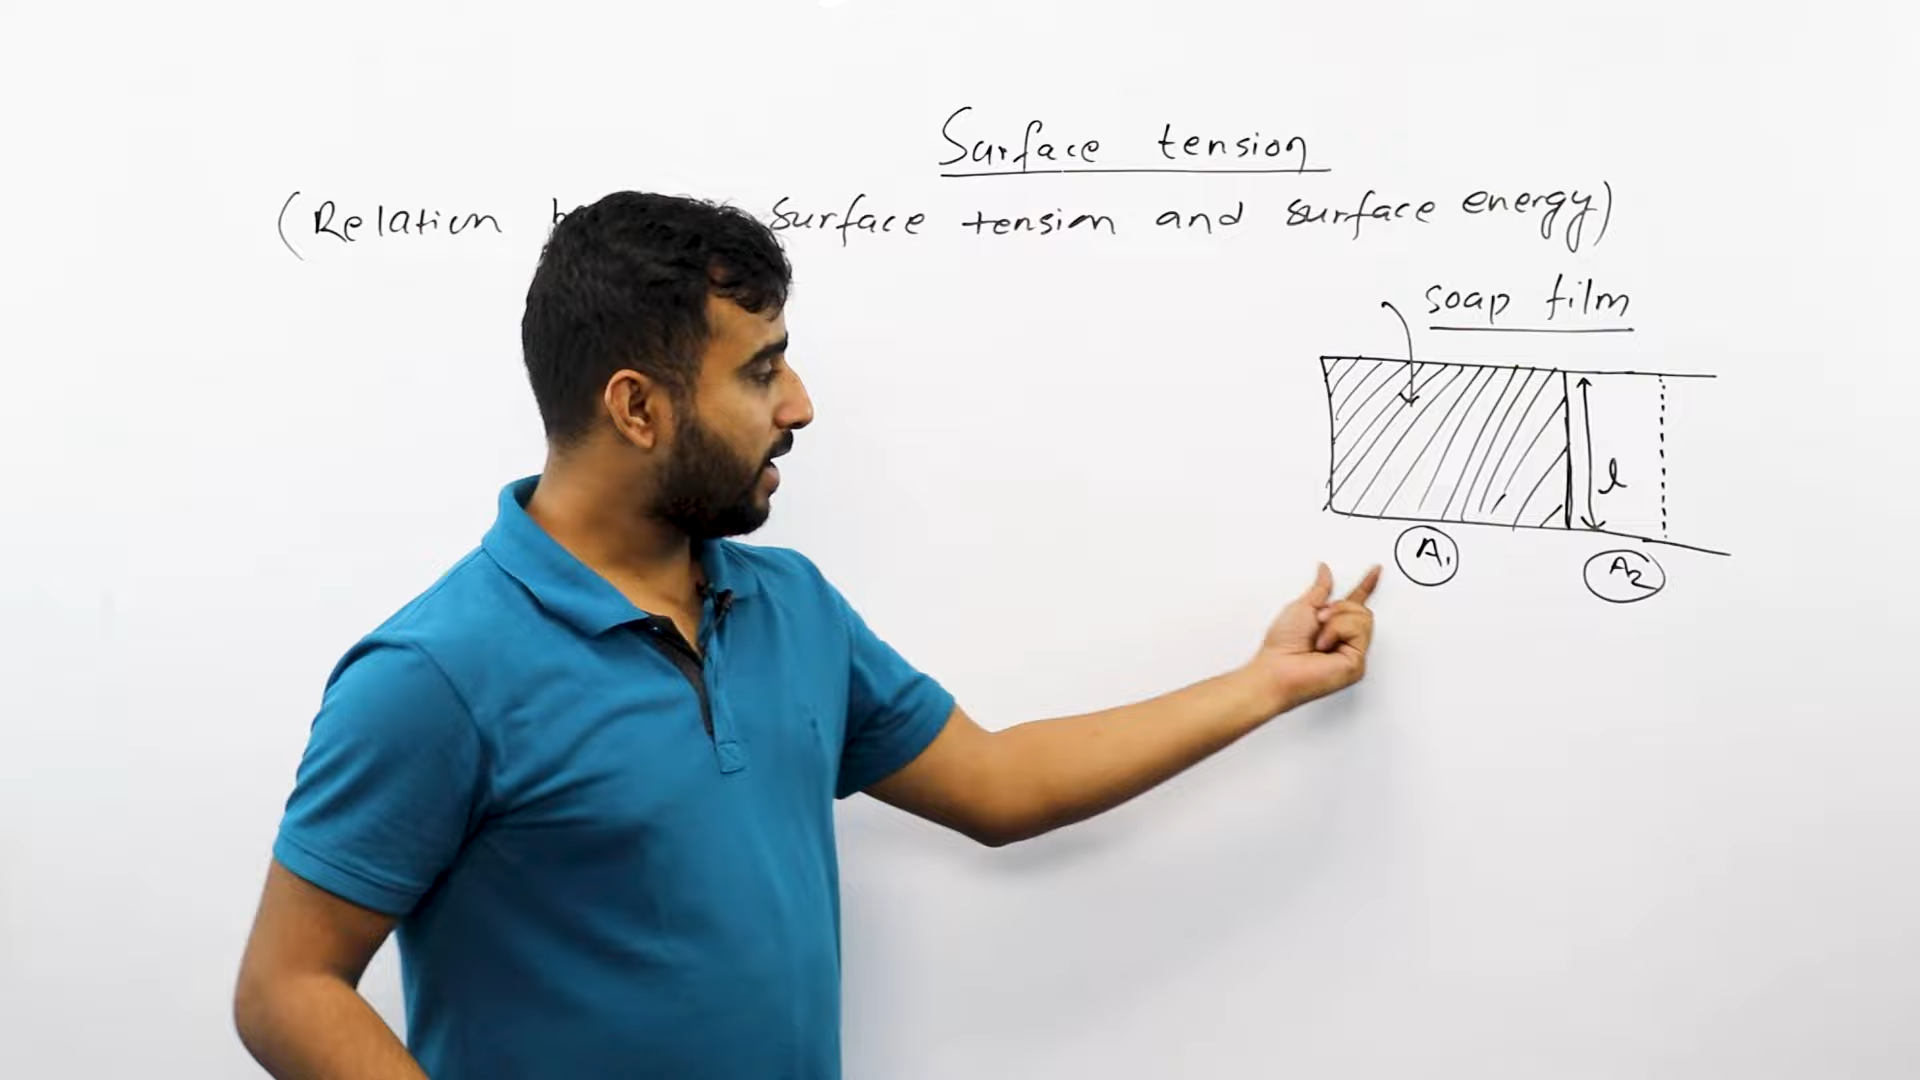 Surface tension
(Relation surface tension and surface energy)
soap film
l
A1
A2